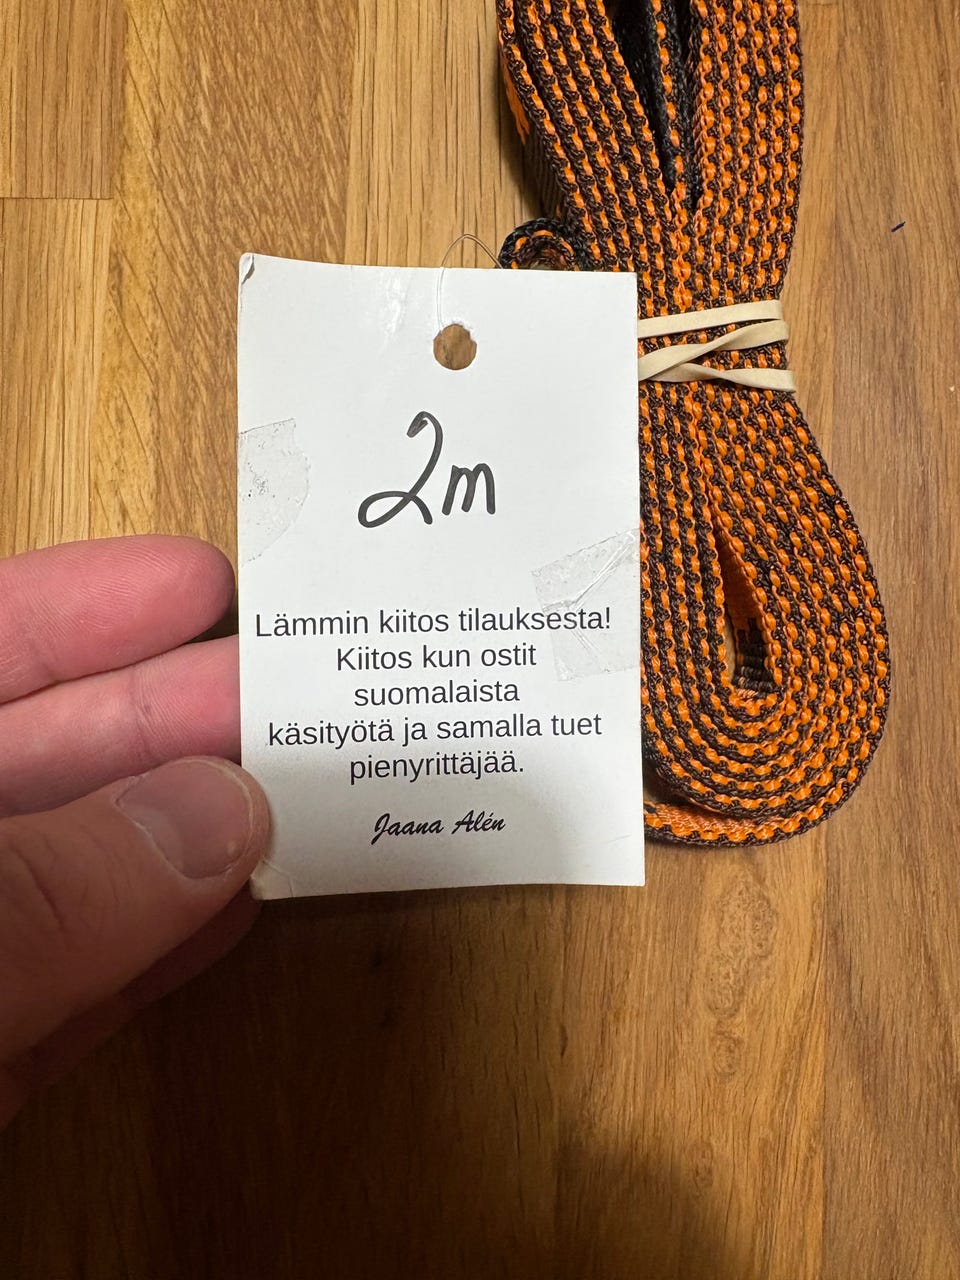 2m
Lämmin kiitos tilauksesta!
Kiitos kun ostit
suomalaista
käsityötä ja samalla tuet
pienyrittäjää.
Jaana Alén